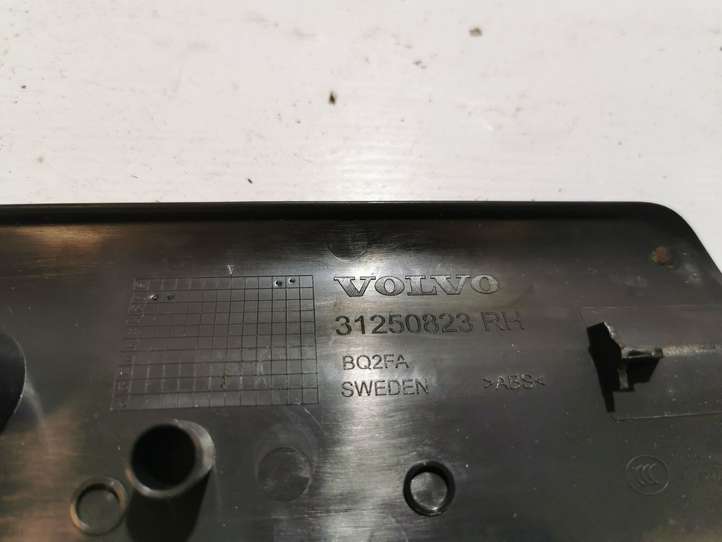 VOLVO
31250823 RH
BQ2FA
SWEDEN >ABS<